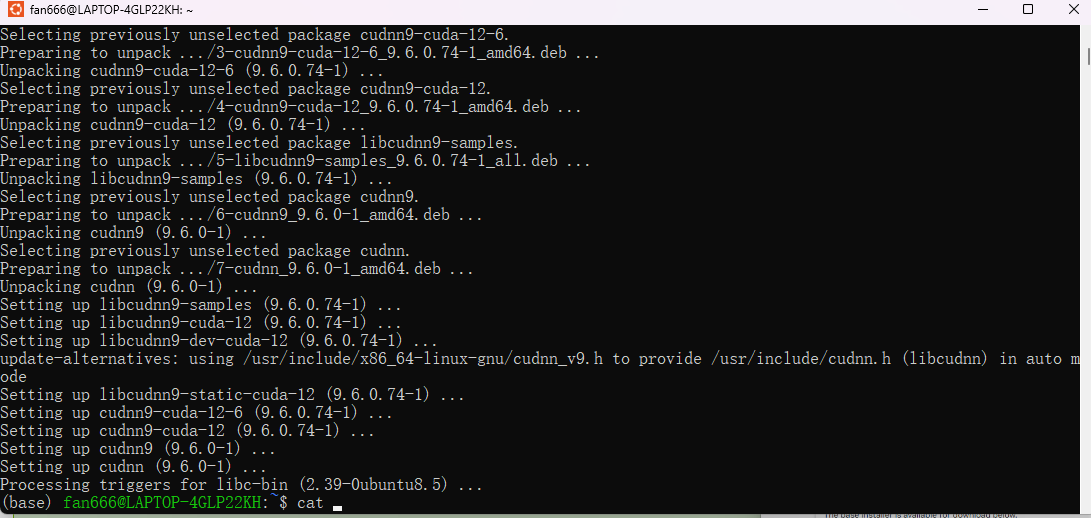 fan666@LAPTOP-4GLP22KH: ~
Selecting previously unselected package cudnn9-cuda-12-6.
Preparing to unpack .../3-cudnn9-cuda-12-6_9.6.0.74-1_amd64.deb ...
Unpacking cudnn9-cuda-12-6 (9.6.0.74-1) ...
Selecting previously unselected package cudnn9-cuda-12.
Preparing to unpack .../4-cudnn9-cuda-12_9.6.0.74-1_amd64.deb ...
Unpacking cudnn9-cuda-12 (9.6.0.74-1) ...
Selecting previously unselected package libcudnn9-samples.
Preparing to unpack .../5-libcudnn9-samples_9.6.0.74-1_all.deb ...
Unpacking libcudnn9-samples (9.6.0.74-1) ...
Selecting previously unselected package cudnn9.
Preparing to unpack .../6-cudnn9_9.6.0-1_amd64.deb ...
Unpacking cudnn9 (9.6.0-1) ...
Selecting previously unselected package cudnn.
Preparing to unpack .../7-cudnn_9.6.0-1_amd64.deb ...
Unpacking cudnn (9.6.0-1) ...
Setting up libcudnn9-samples (9.6.0.74-1) ...
Setting up libcudnn9-cuda-12 (9.6.0.74-1) ...
Setting up libcudnn9-dev-cuda-12 (9.6.0.74-1) ...
update-alternatives: using /usr/include/x86_64-linux-gnu/cudnn_v9.h to provide /usr/include/cudnn.h (libcudnn) in auto m
ode
Setting up libcudnn9-static-cuda-12 (9.6.0.74-1) ...
Setting up cudnn9-cuda-12-6 (9.6.0.74-1) ...
Setting up cudnn9-cuda-12 (9.6.0.74-1) ...
Setting up cudnn9 (9.6.0-1) ...
Setting up cudnn (9.6.0-1) ...
Processing triggers for libc-bin (2.39-0ubuntu8.5) ...
(base) fan666@LAPTOP-4GLP22KH:~$ cat
The base installer is available for download below.